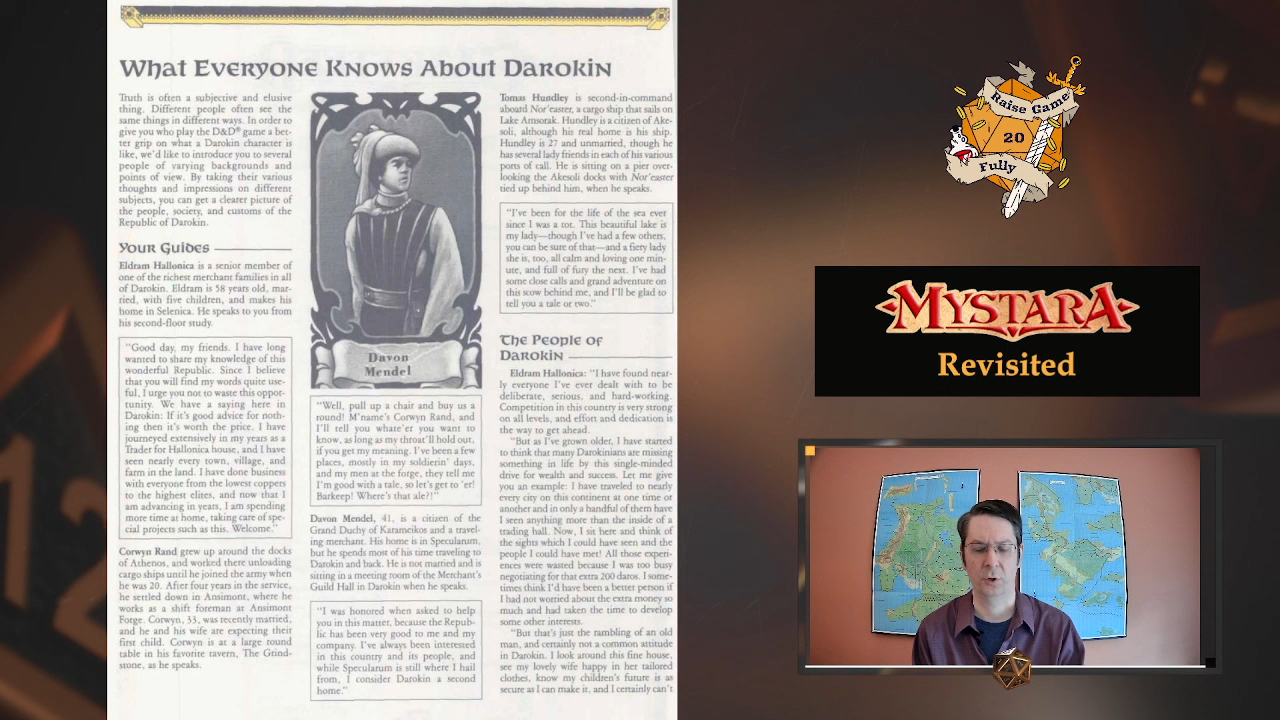 What Everyone Knows About Darokin
Truth is often a subjective and elusive
thing. Different people often see the
same things in different ways. In order to
give you who play the D&D® game a bet-
ter grip on what a Darokin character is
like, we'd like to introduce you to several
people of varying backgrounds and
points of view. By taking their various
thoughts and impressions on different
subjects, you can get a clearer picture of
the people, society, and customs of the
Republic of Darokin.
Your Guides
Eldram Hallonica is a senior member of
one of the richest merchant families in all
of Darokin. Eldram is 58 years old, mar-
ried, with five children, and makes his
home in Selenica. He speaks to you from
his second-floor study.
"Good day, my friends. I have long
wanted to share my knowledge of this
wonderful Republic. Since I believe
that you will find my words quite use-
ful, I urge you not to waste this oppor-
tunity. We have a saying here in
Darokin: If it's good advice for noth-
ing then it's worth the price. I have
journeyed extensively in my years as a
Trader for Hallonica house, and I have
seen nearly every town, village, and
farm in the land. I have done business
with everyone from the lowest coppers
to the highest elites, and now that I
am advancing in years, I am spending
more time at home, taking care of spe-
cial projects such as this. Welcome."
Corwyn Rand grew up around the docks
of Athenos, and worked there unloading
cargo ships until he joined the army when
he was 20. After four years in the service,
he settled down in Ansimont, where he
works as a shift foreman at Ansimont
Forge. Corwyn, 33, was recently married,
and he and his wife are expecting their
first child. Corwyn is at a large round
table in his favorite tavern, The Grind-
stone, as he speaks.
Davon
Mendel
"Well, pull up a chair and buy us a
round! M'name's Corwyn Rand, and
I'll tell you whate'er you want to
know, as long as my throat'll hold out,
if you get my meaning. I've been a few
places, mostly in my soldierin' days,
and my men at the forge, they tell me
I'm good with a tale, so let's get to 'er!
Barkeep! Where's that ale?!"
Davon Mendel, 41, is a citizen of the
Grand Duchy of Karameikos and a travel-
ing merchant. His home is in Specularum,
but he spends most of his time traveling to
Darokin and back. He is not married and is
sitting in a meeting room of the Merchant's
Guild Hall in Darokin when he speaks.
"I was honored when asked to help
you in this matter, because the Repub-
lic has been very good to me and my
company. I've always been interested
in this country and its people, and
while Specularum is still where I hail
from, I consider Darokin a second
home."
Tomas Hundley is second-in-command
aboard Nor'easter, a cargo ship that sails on
Lake Amsorak. Hundley is a citizen of Ake-
soli, although his real home is his ship.
Hundley is 27 and unmarried, though he
has several lady friends in each of his various
ports of call. He is sitting on a pier over-
looking the Akesoli docks with Nor'easter
tied up behind him, when he speaks.
"I've been for the life of the sea ever
since I was a tot. This beautiful lake is
my lady—though I've had a few others,
you can be sure of that—and a fiery lady
she is, too, all calm and loving one min-
ute, and full of fury the next. I've had
some close calls and grand adventure on
this scow behind me, and I'll be glad to
tell you a tale or two."
The People of
Darokin
Eldram Hallonica: "I have found near-
ly everyone I've ever dealt with to be
deliberate, serious, and hard-working.
Competition in this country is very strong
on all levels, and effort and dedication is
the way to get ahead.
"But as I've grown older, I have started
to think that many Darokinians are missing
something in life by this single-minded
drive for wealth and success. Let me give
you an example: I have traveled to nearly
every city on this continent at one time or
another and in only a handful of them have
I seen anything more than the inside of a
trading hall. Now, I sit here and think of
the sights which I could have seen and the
people I could have met! All those experi-
ences were wasted because I was too busy
negotiating for that extra 200 daros. I some-
times think I'd have been a better person if
I had not worried about the extra money so
much and had taken the time to develop
some other interests.
"But that's just the rambling of an old
man, and certainly not a common attitude
in Darokin. I look around this fine house,
see my lovely wife happy in her tailored
clothes, know my children's future is as
secure as I can make it, and I certainly can't
Raise Game
20
Fully
MYSTARA
Revisited